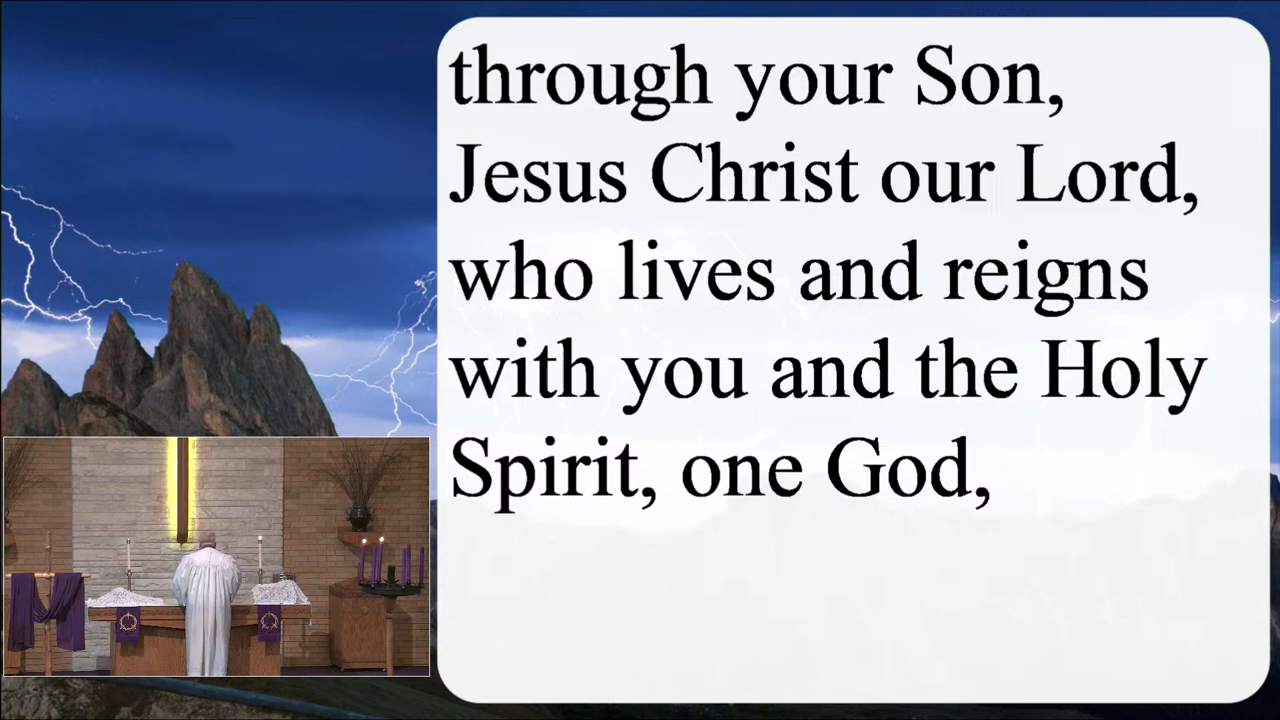 through your Son,
Jesus Christ our Lord,
who lives and reigns
with you and the Holy
Spirit, one God,